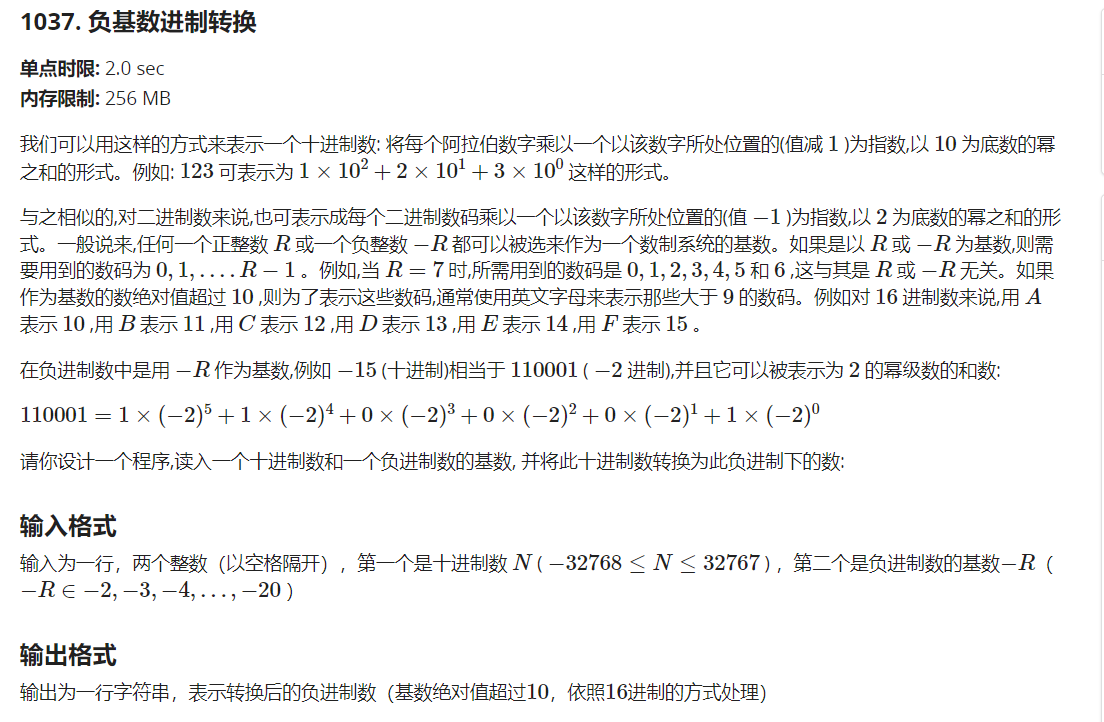 1037. 负基数进制转换
单点时限: 2.0 sec
内存限制: 256 MB
我们可以用这样的方式来表示一个十进制数: 将每个阿拉伯数字乘以一个以该数字所处位置的(值减 1 )为指数,以 10 为底数的幂
之和的形式。例如: 123 可表示为 1 × 10² + 2 × 10¹ + 3 × 10⁰ 这样的形式。
与之相似的,对二进制数来说,也可表示成每个二进制数码乘以一个以该数字所处位置的(值 −1 )为指数,以 2 为底数的幂之和的形
式。一般说来,任何一个正整数 R 或一个负整数 −R 都可以被选来作为一个数制系统的基数。如果是以 R 或 −R 为基数,则需
要用到的数码为 0, 1, . . . . R − 1 。例如,当 R = 7 时,所需用到的数码是 0, 1, 2, 3, 4, 5 和 6 ,这与其是 R 或 −R 无关。如果
作为基数的数绝对值超过 10 ,则为了表示这些数码,通常使用英文字母来表示那些大于 9 的数码。例如对 16 进制数来说,用 A
表示 10 ,用 B 表示 11 ,用 C 表示 12 ,用 D 表示 13 ,用 E 表示 14 ,用 F 表示 15 。
在负进制数中是用 −R 作为基数,例如 −15 (十进制)相当于 110001 ( −2 进制),并且它可以被表示为 2 的幂级数的和数:
110001 = 1 × (−2)⁵ + 1 × (−2)⁴ + 0 × (−2)³ + 0 × (−2)² + 0 × (−2)¹ + 1 × (−2)⁰
请你设计一个程序,读入一个十进制数和一个负进制数的基数, 并将此十进制数转换为此负进制下的数:
输入格式
输入为一行，两个整数（以空格隔开），第一个是十进制数 N ( −32768 ≤ N ≤ 32767 )，第二个是负进制数的基数−R（
−R ∈ −2, −3, −4, . . . , −20 ）
输出格式
输出为一行字符串，表示转换后的负进制数（基数绝对值超过10，依照16进制的方式处理）